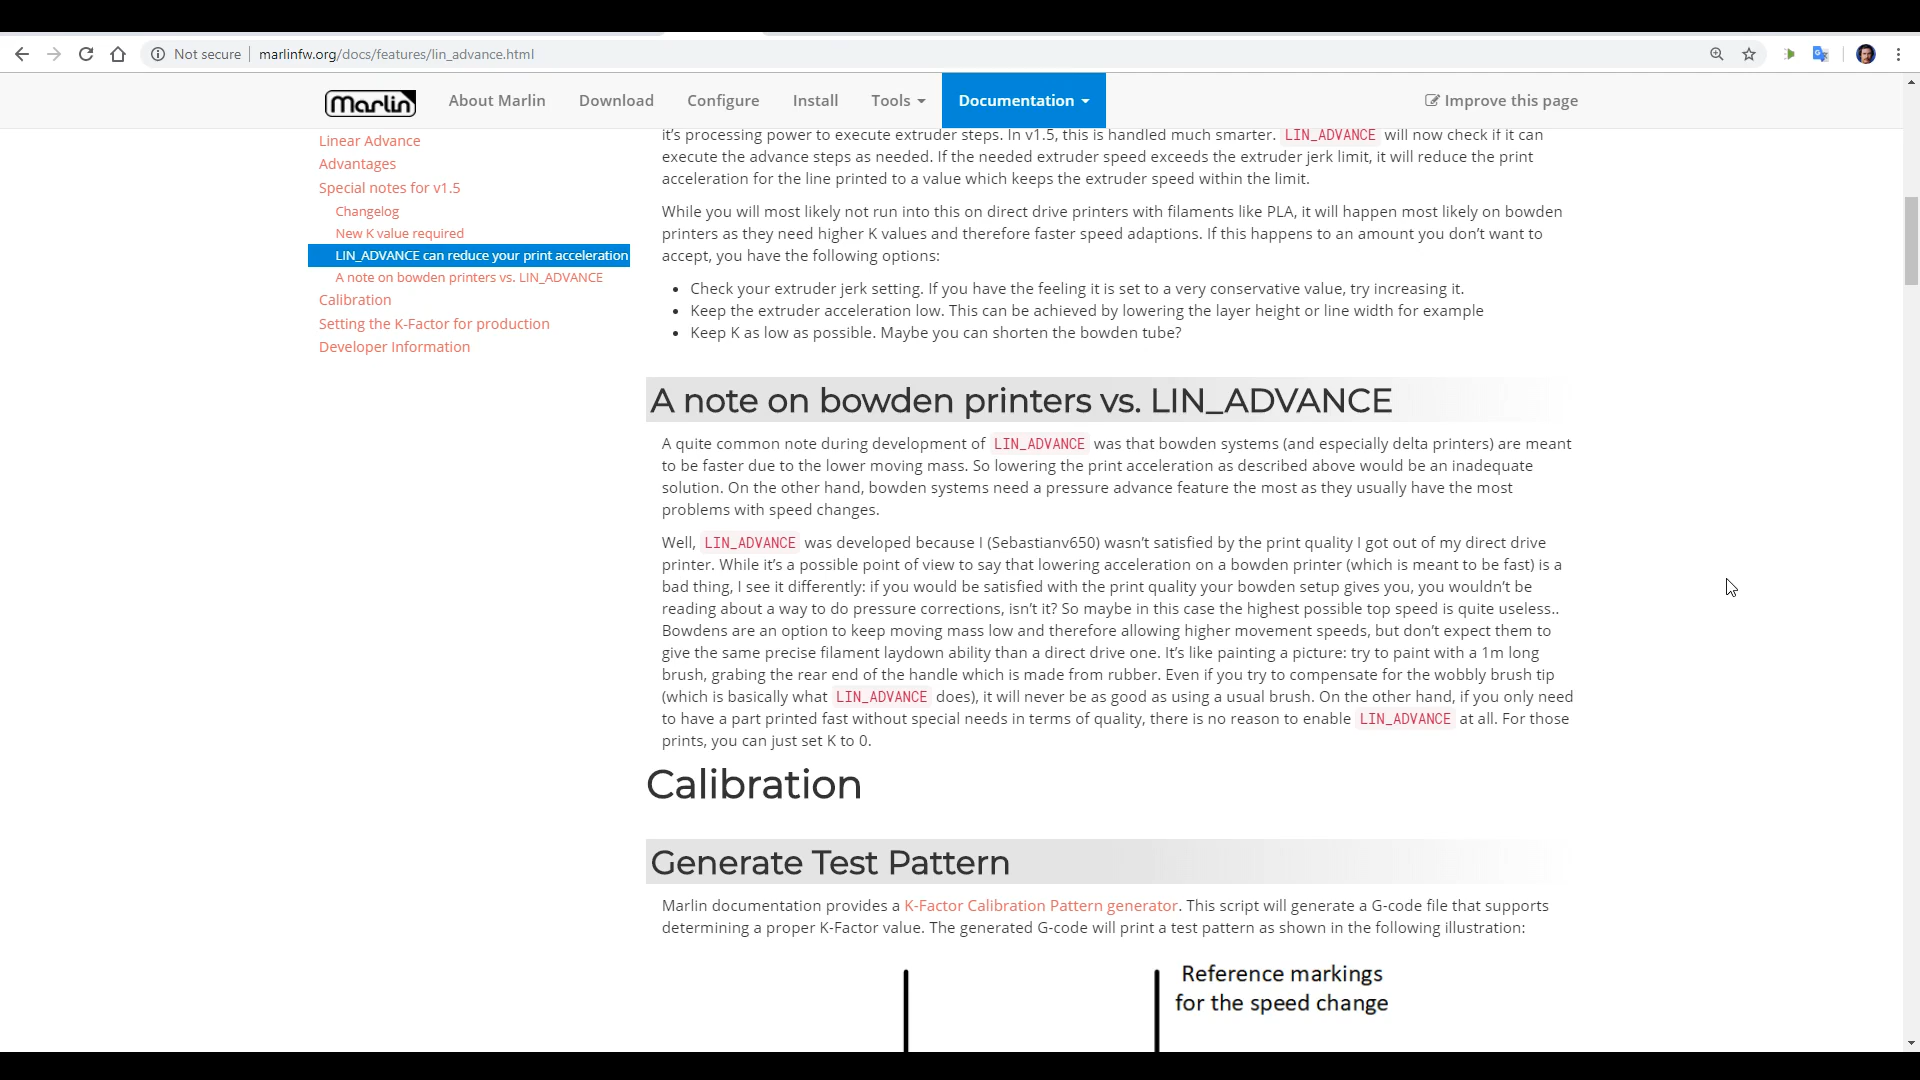 Not secure
marlinfw.org/docs/features/lin_advance.html
Marlin
About Marlin
Download
Configure
Install
Tools
Documentation
Improve this page
Linear Advance
Advantages
Special notes for v1.5
Changelog
New K value required
LIN_ADVANCE can reduce your print acceleration
A note on bowden printers vs. LIN_ADVANCE
Calibration
Setting the K-Factor for production
Developer Information
it's processing power to execute extruder steps. In v1.5, this is handled much smarter. LIN_ADVANCE will now check if it can
execute the advance steps as needed. If the needed extruder speed exceeds the extruder jerk limit, it will reduce the print
acceleration for the line printed to a value which keeps the extruder speed within the limit.
While you will most likely not run into this on direct drive printers with filaments like PLA, it will happen most likely on bowden
printers as they need higher K values and therefore faster speed adaptions. If this happens to an amount you don't want to
accept, you have the following options:
• Check your extruder jerk setting. If you have the feeling it is set to a very conservative value, try increasing it.
• Keep the extruder acceleration low. This can be achieved by lowering the layer height or line width for example
• Keep K as low as possible. Maybe you can shorten the bowden tube?
A note on bowden printers vs. LIN_ADVANCE
A quite common note during development of LIN_ADVANCE was that bowden systems (and especially delta printers) are meant
to be faster due to the lower moving mass. So lowering the print acceleration as described above would be an inadequate
solution. On the other hand, bowden systems need a pressure advance feature the most as they usually have the most
problems with speed changes.
Well, LIN_ADVANCE was developed because I (Sebastianv650) wasn't satisfied by the print quality I got out of my direct drive
printer. While it's a possible point of view to say that lowering acceleration on a bowden printer (which is meant to be fast) is a
bad thing, I see it differently: if you would be satisfied with the print quality your bowden setup gives you, you wouldn't be
reading about a way to do pressure corrections, isn't it? So maybe in this case the highest possible top speed is quite useless..
Bowdens are an option to keep moving mass low and therefore allowing higher movement speeds, but don't expect them to
give the same precise filament laydown ability than a direct drive one. It's like painting a picture: try to paint with a 1m long
brush, grabing the rear end of the handle which is made from rubber. Even if you try to compensate for the wobbly brush tip
(which is basically what LIN_ADVANCE does), it will never be as good as using a usual brush. On the other hand, if you only need
to have a part printed fast without special needs in terms of quality, there is no reason to enable LIN_ADVANCE at all. For those
prints, you can just set K to 0.
Calibration
Generate Test Pattern
Marlin documentation provides a K-Factor Calibration Pattern generator. This script will generate a G-code file that supports
determining a proper K-Factor value. The generated G-code will print a test pattern as shown in the following illustration:
Reference markings
for the speed change